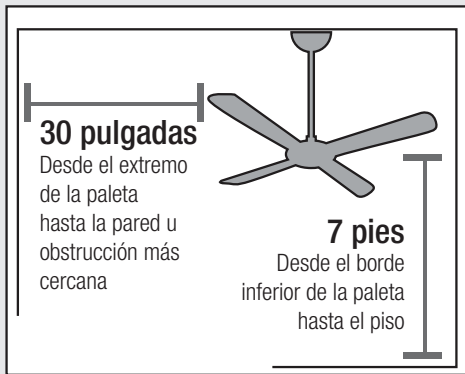 30 pulgadas
Desde el extremo
de la paleta
hasta la pared u
obstrucción más
cercana
7 pies
Desde el borde
inferior de la paleta
hasta el piso